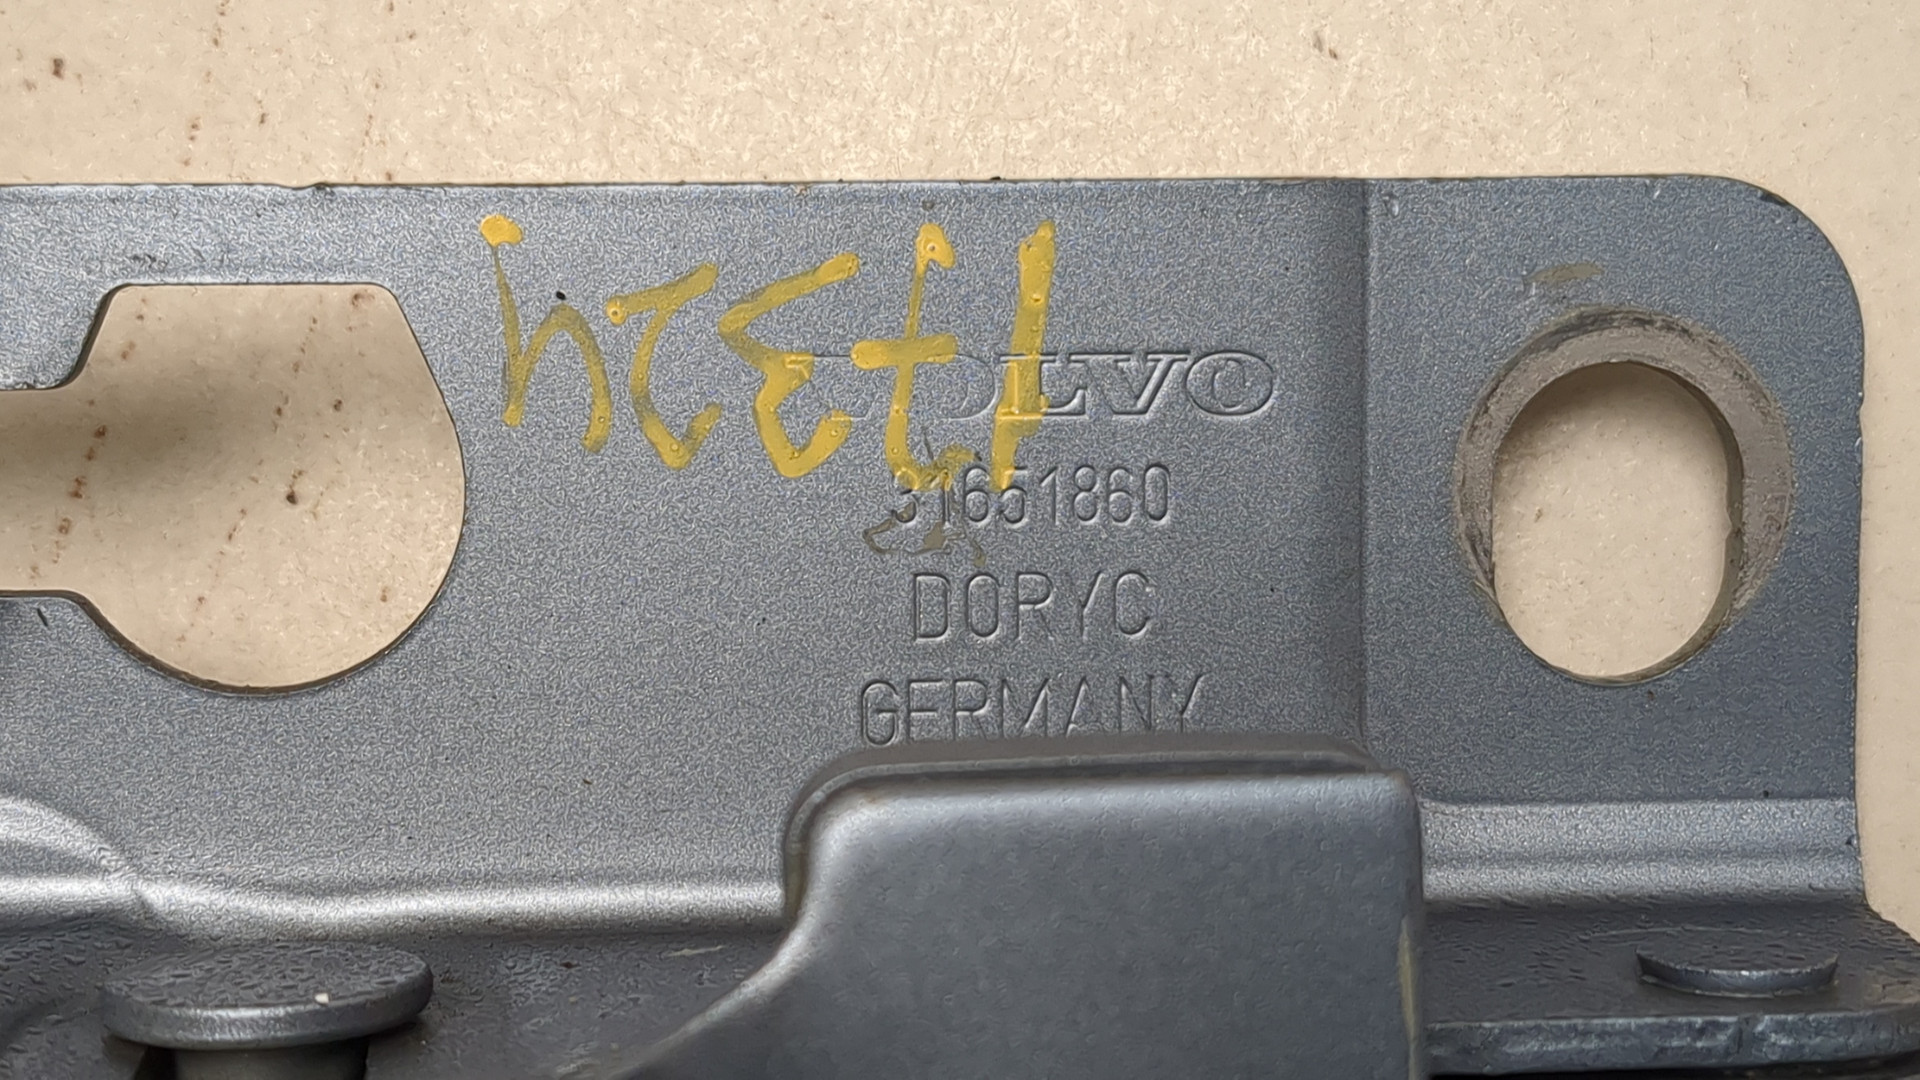 17324
VOLVO
31651860
DORYC
GERMANY